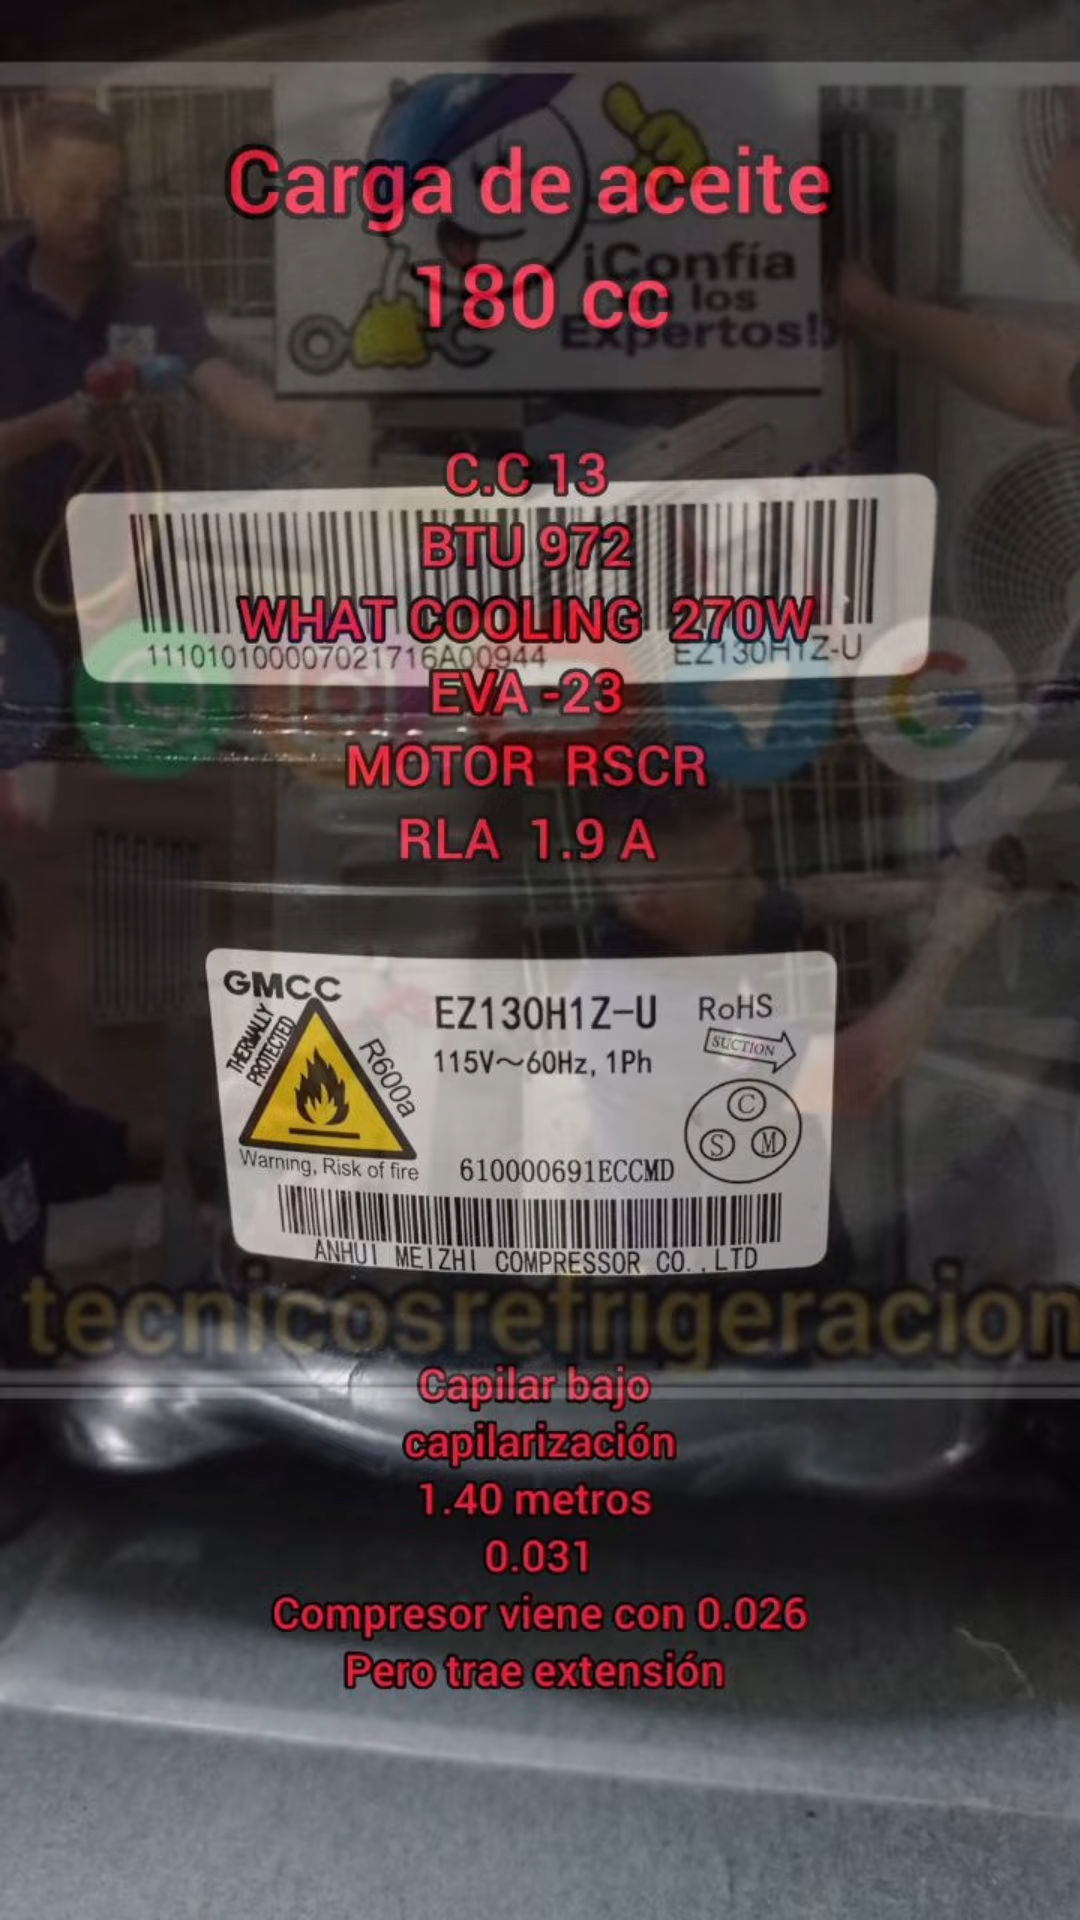 Carga de aceite
180 cc
¡Confía
los
Expertos!
C.C 13
BTU 972
WHAT COOLING 270W
111010100007021716A00944 EZ130H1Z-U
EVA -23
MOTOR RSCR
RLA 1.9 A
GMCC
THERMALLY
PROTECTED
R600a
Warning, Risk of fire
EZ130H1Z-U
115V~60Hz, 1Ph
RoHS
SUCTION
C
S M
610000691ECCMD
ANHUI MEIZHI COMPRESSOR CO., LTD
tecnicosrefrigeracion
Capilar bajo
capilarización
1.40 metros
0.031
Compresor viene con 0.026
Pero trae extensión